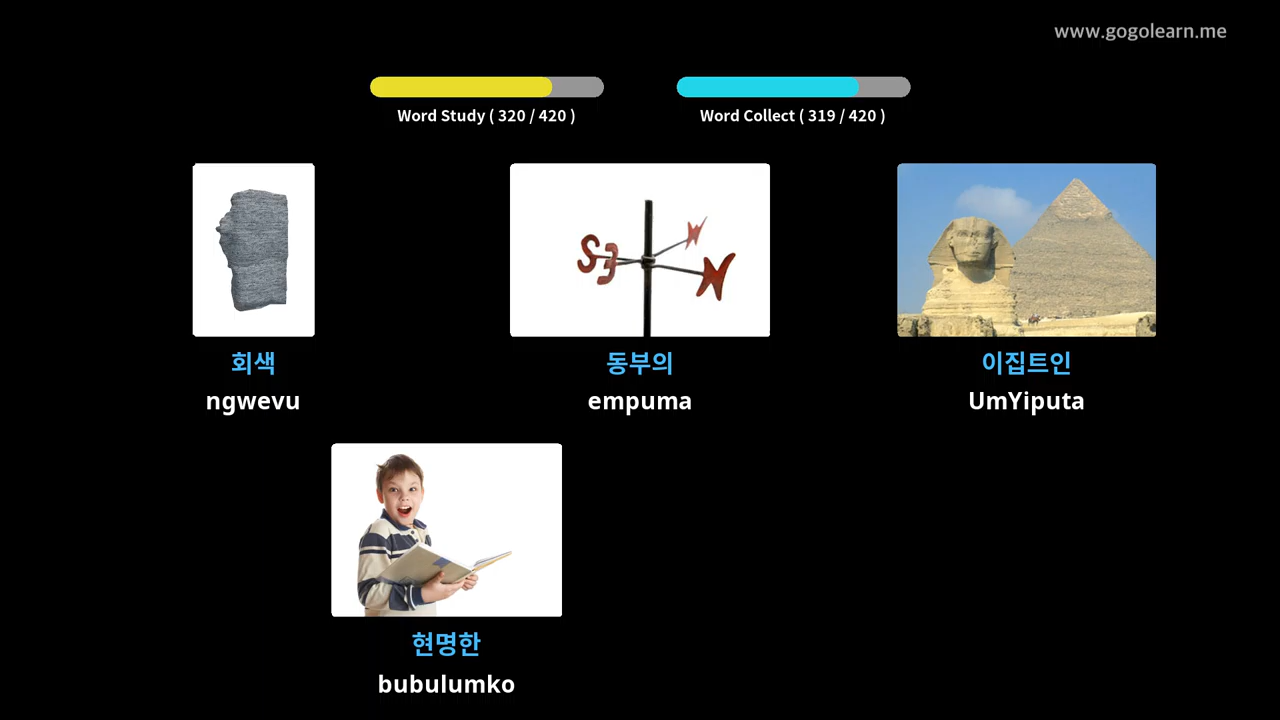 www.gogolearn.me
Word Study ( 320 / 420 )
Word Collect ( 319 / 420 )
S
E
N
W
회색
ngwevu
동부의
empuma
이집트인
UmYiputa
현명한
bubulumko